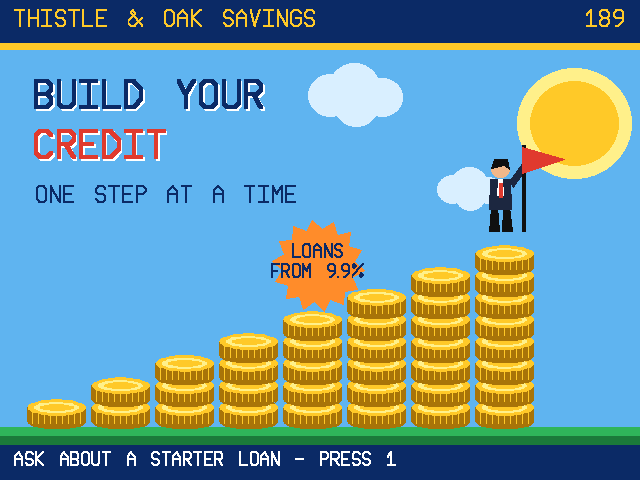 THISTLE & OAK SAVINGS 189
BUILD YOUR
CREDIT
ONE STEP AT A TIME
LOANS
FROM 9.9%
ASK ABOUT A STARTER LOAN - PRESS 1